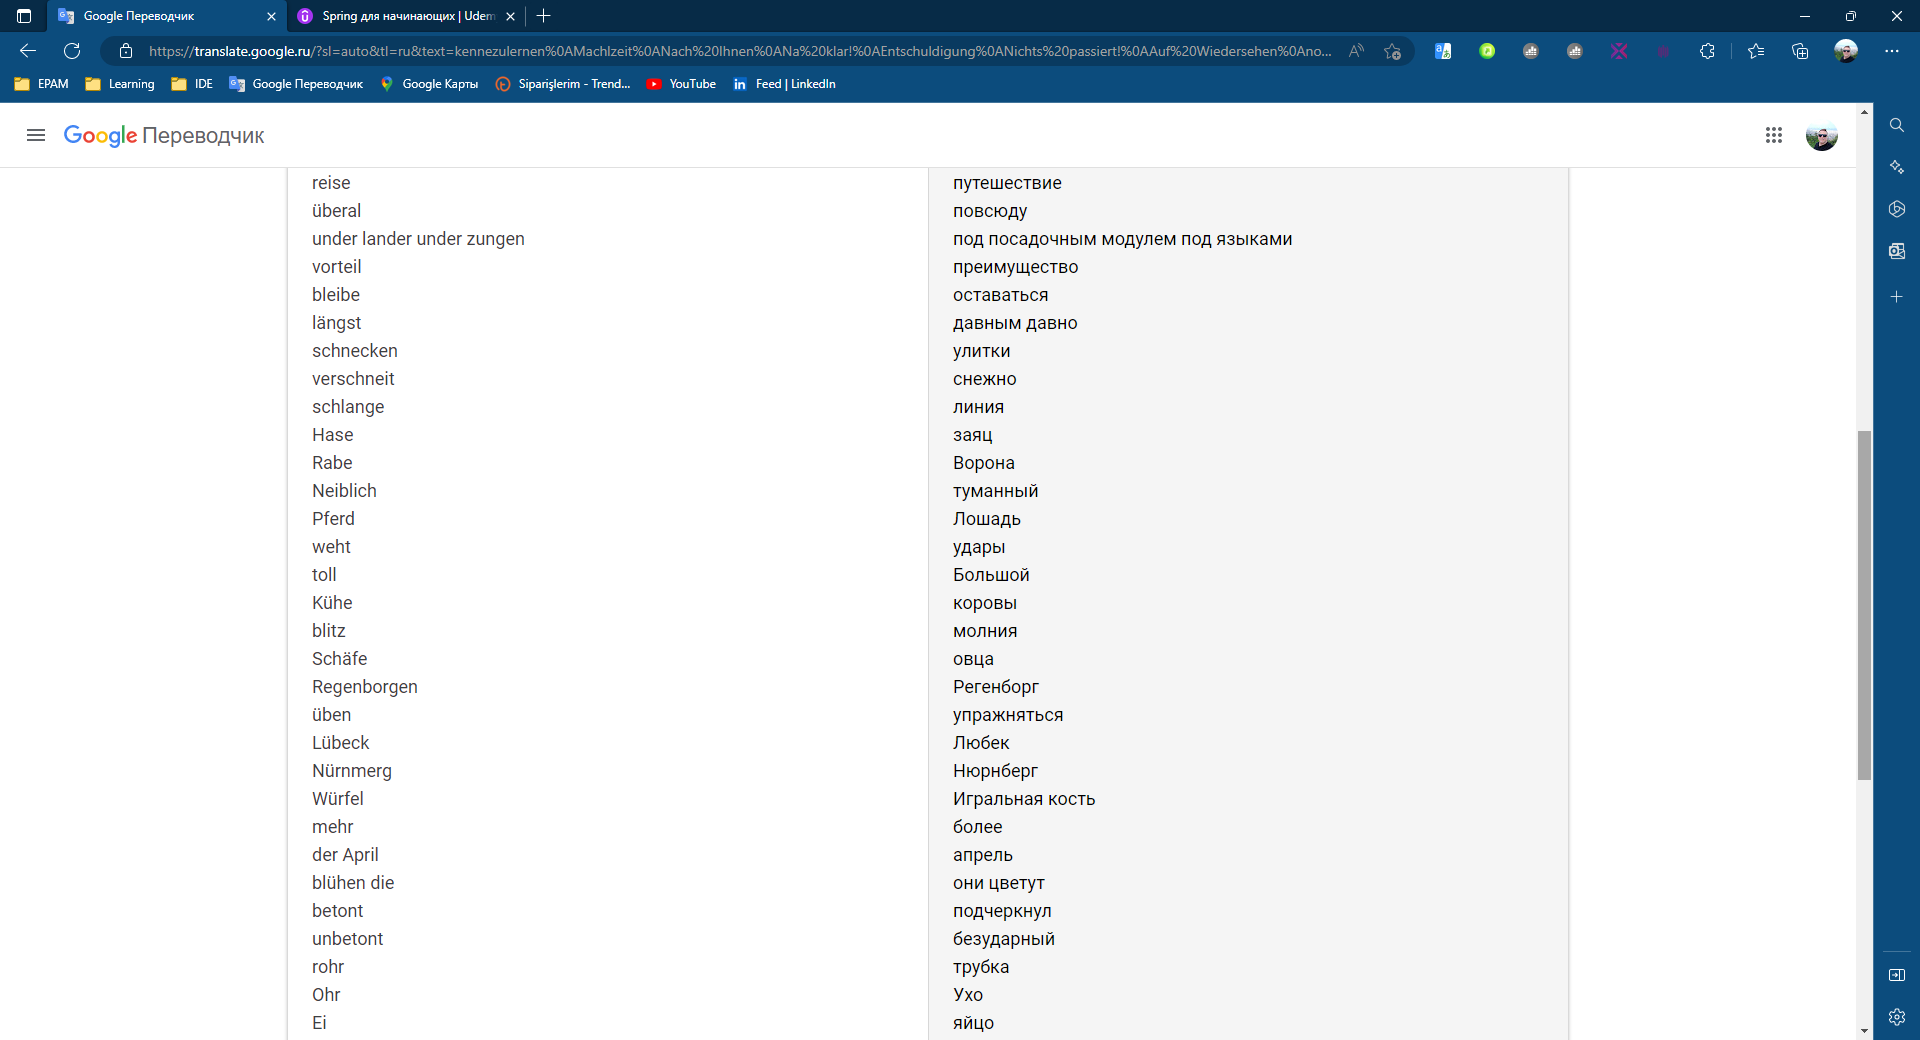 Google Переводчик
Spring для начинающих | Udem
https://translate.google.ru/?sl=auto&tl=ru&text=kennezulernen%0AMachlzeit%0ANach%20Ihnen%0ANa%20klar!%0AEntschuldigung%0ANichts%20passiert!%0AAuf%20Wiedersehen%0Ano...
EPAM
Learning
IDE
Google Переводчик
Google Карты
Siparişlerim - Trend...
YouTube
Feed | LinkedIn
Google Переводчик
reise путешествие
überal повсюду
under lander under zungen под посадочным модулем под языками
vorteil преимущество
bleibe оставаться
längst давным давно
schnecken улитки
verschneit снежно
schlange линия
Hase заяц
Rabe Ворона
Neiblich туманный
Pferd Лошадь
weht удары
toll Большой
Kühe коровы
blitz молния
Schäfe овца
Regenborgen Регенборг
üben упражняться
Lübeck Любек
Nürnmerg Нюрнберг
Würfel Игральная кость
mehr более
der April апрель
blühen die они цветут
betont подчеркнул
unbetont безударный
rohr трубка
Ohr Ухо
Ei яйцо